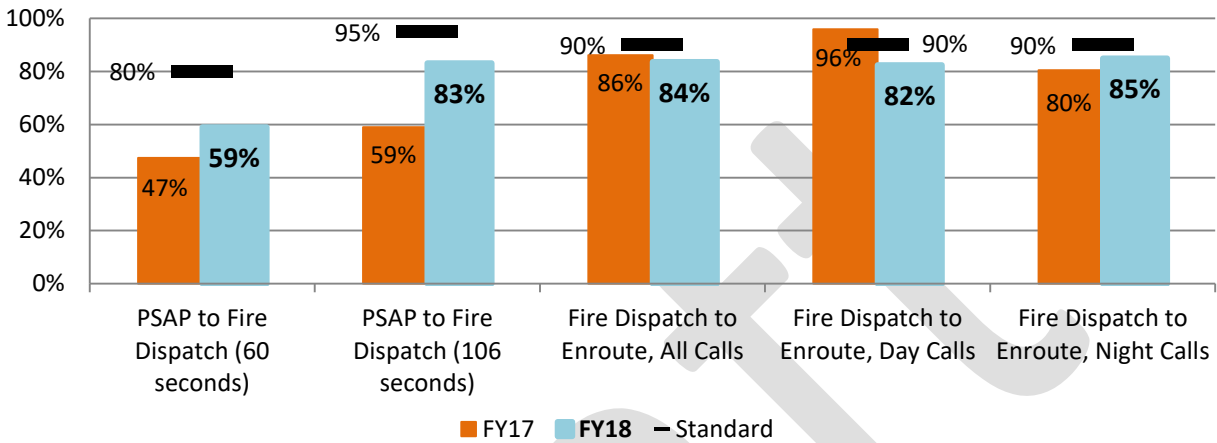 100%
80%
60%
40%
20%
0%
80%
47%
59%
95%
59%
83%
90%
86%
84%
96%
90%
82%
90%
80%
85%
PSAP to Fire
Dispatch (60
seconds)
PSAP to Fire
Dispatch (106
seconds)
Fire Dispatch to
Enroute, All Calls
Fire Dispatch to
Enroute, Day Calls
Fire Dispatch to
Enroute, Night Calls
FY17 FY18 Standard